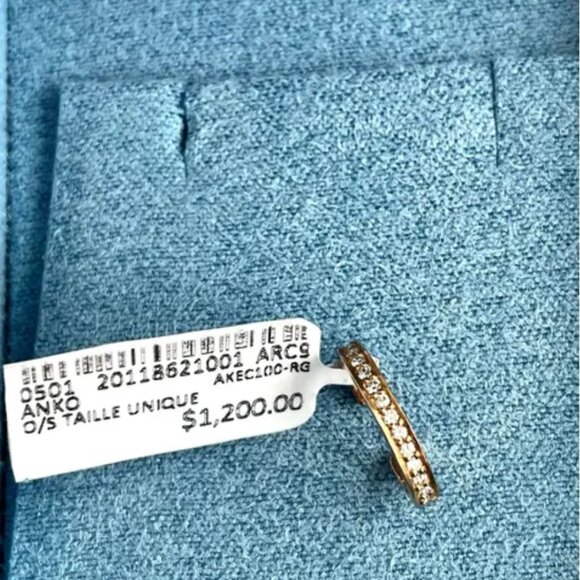 0501 20118621001 ARC9
ANKO AKEC100-RG
O/S TAILLE UNIQUE
$1,200.00